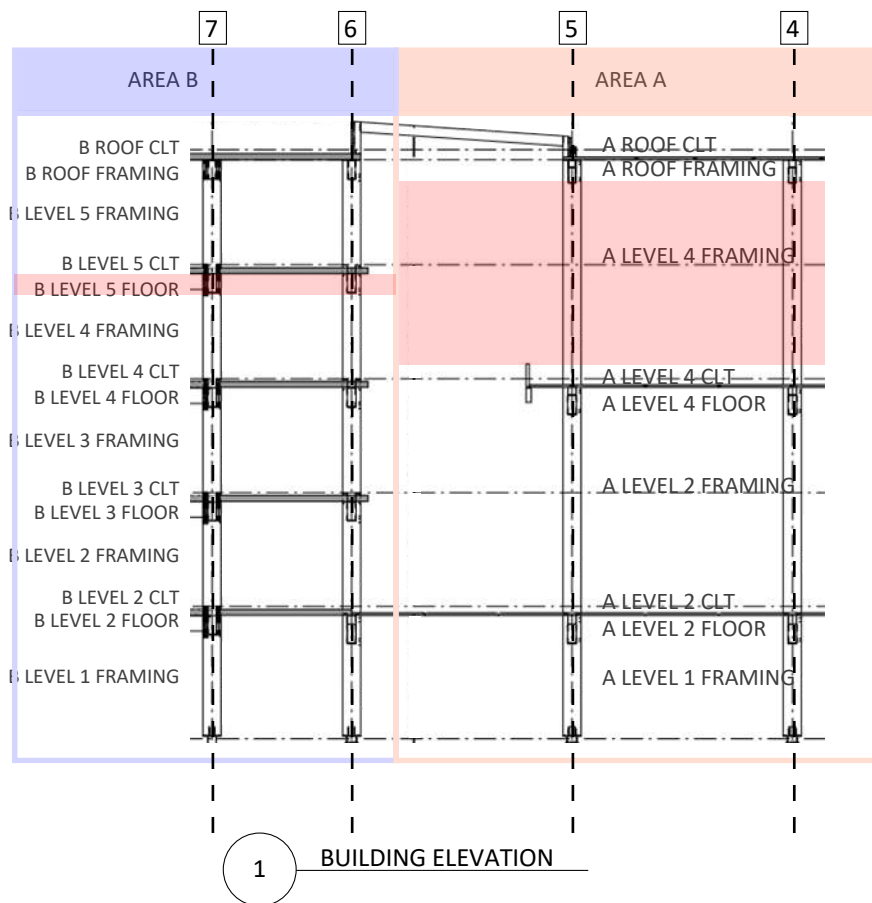 7 6 5 4
AREA B AREA A
B ROOF CLT A ROOF CLT
B ROOF FRAMING A ROOF FRAMING
B LEVEL 5 FRAMING
B LEVEL 5 CLT A LEVEL 4 FRAMING
B LEVEL 5 FLOOR
B LEVEL 4 FRAMING
B LEVEL 4 CLT A LEVEL 4 CLT
B LEVEL 4 FLOOR A LEVEL 4 FLOOR
B LEVEL 3 FRAMING
B LEVEL 3 CLT A LEVEL 2 FRAMING
B LEVEL 3 FLOOR
B LEVEL 2 FRAMING
B LEVEL 2 CLT A LEVEL 2 CLT
B LEVEL 2 FLOOR A LEVEL 2 FLOOR
B LEVEL 1 FRAMING A LEVEL 1 FRAMING
1 BUILDING ELEVATION